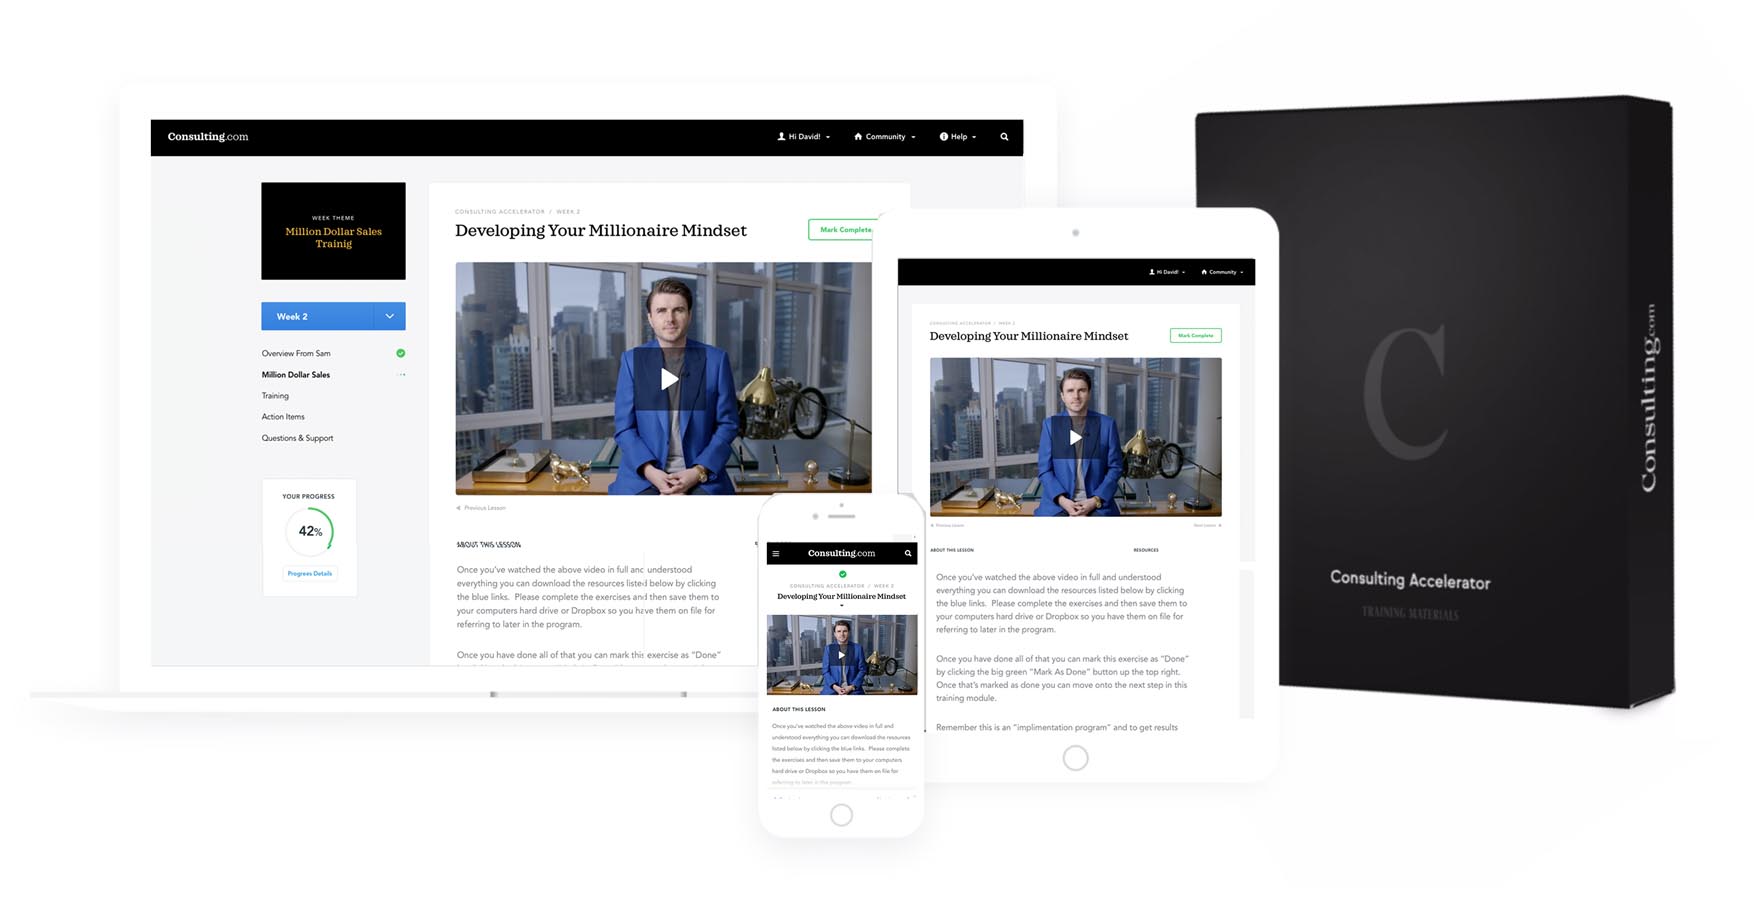 Consulting.com
Hi David!
Community
Help
WEEK THEME
Million Dollar Sales
Trainig
Week 2
Overview From Sam
Million Dollar Sales
Training
Action Items
Questions & Support
YOUR PROGRESS
42%
Progrees Details
CONSULTING ACCELERATOR / WEEK 2
Developing Your Millionaire Mindset
Mark Complete
Previous Lesson
ABOUT THIS LESSON
Once you've watched the above video in full and understood
everything you can download the resources listed below by clicking
the blue links. Please complete the exercises and then save them to
your computers hard drive or Dropbox so you have them on file for
referring to later in the program.
Once you have done all of that you can mark this exercise as "Done"
Consulting.com
CONSULTING ACCELERATOR / WEEK 2
Developing Your Millionaire Mindset
ABOUT THIS LESSON
Once you've watched the above video in full and
understood everything you can download the resources
listed below by clicking the blue links. Please complete
the exercises and then save them to your computers
hard drive or Dropbox so you have them on file for
referring to later in the program
Hi David!
Community
CONSULTING ACCELERATOR / WEEK 2
Developing Your Millionaire Mindset
Mark Complete
Previous Lesson
Next Lesson
ABOUT THIS LESSON
RESOURCES
Once you've watched the above video in full and understood
everything you can download the resources listed below by clicking
the blue links. Please complete the exercises and then save them to
your computers hard drive or Dropbox so you have them on file for
referring to later in the program.
Once you have done all of that you can mark this exercise as "Done"
by clicking the big green "Mark As Done" button up the top right.
Once that's marked as done you can move onto the next step in this
training module.
Remember this is an "implimentation program" and to get results
C
Consulting Accelerator
TRAINING MATERIALS
Consulting.com